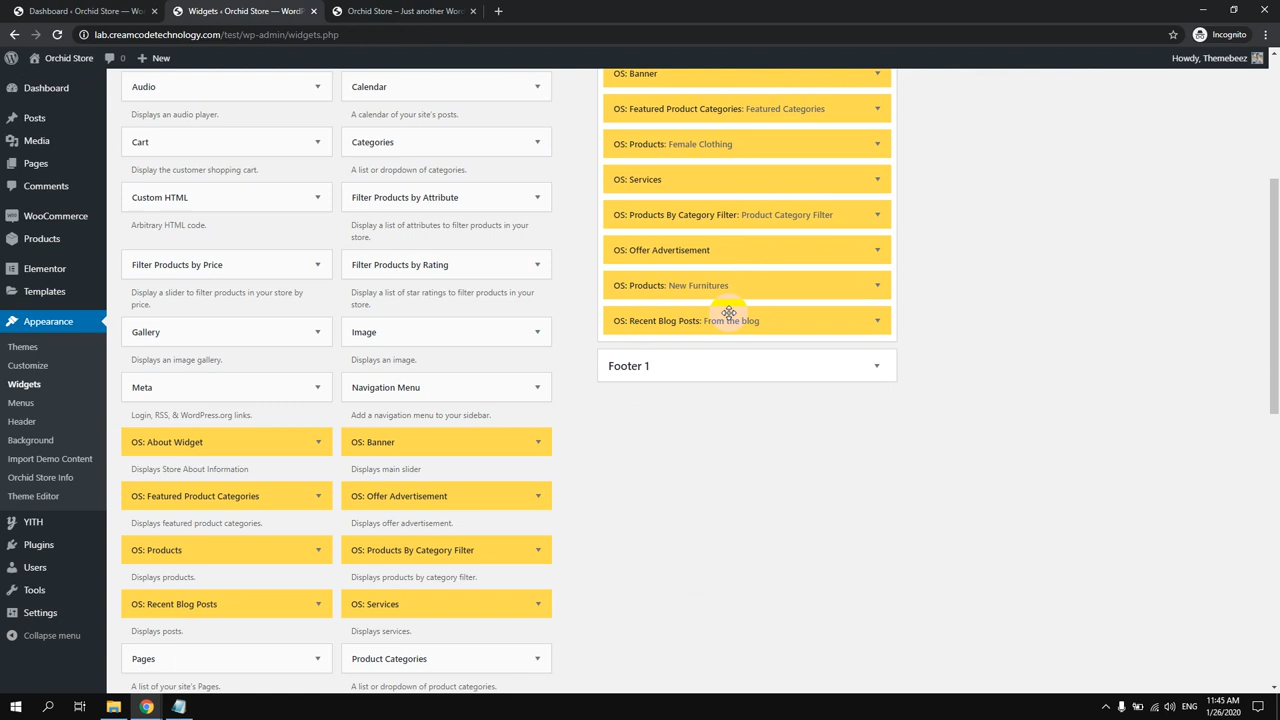 Dashboard ‹ Orchid Store — Wo
Widgets ‹ Orchid Store — WordPr
Orchid Store – Just another Word
lab.creamcodetechnology.com/test/wp-admin/widgets.php
Incognito
Orchid Store
0
New
Howdy, Themebeez
Dashboard
Posts
Media
Pages
Comments
WooCommerce
Products
Elementor
Templates
Appearance
Themes
Customize
Widgets
Menus
Header
Background
Import Demo Content
Orchid Store Info
Theme Editor
YITH
Plugins
Users
Tools
Settings
Collapse menu
Audio
Displays an audio player.
Calendar
A calendar of your site's posts.
Cart
Display the customer shopping cart.
Categories
A list or dropdown of categories.
Custom HTML
Arbitrary HTML code.
Filter Products by Attribute
Display a list of attributes to filter products in your
store.
Filter Products by Price
Display a slider to filter products in your store by
price.
Filter Products by Rating
Display a list of star ratings to filter products in your
store.
Gallery
Displays an image gallery.
Image
Displays an image.
Meta
Login, RSS, & WordPress.org links.
Navigation Menu
Add a navigation menu to your sidebar.
OS: About Widget
Displays Store About Information
OS: Banner
Displays main slider
OS: Featured Product Categories
Displays featured product categories.
OS: Offer Advertisement
Displays offer advertisement.
OS: Products
Displays products.
OS: Products By Category Filter
Displays products by category filter.
OS: Recent Blog Posts
Displays posts.
OS: Services
Displays services.
Pages
A list of your site's Pages.
Product Categories
A list or dropdown of product categories.
OS: Banner
OS: Featured Product Categories: Featured Categories
OS: Products: Female Clothing
OS: Services
OS: Products By Category Filter: Product Category Filter
OS: Offer Advertisement
OS: Products: New Furnitures
OS: Recent Blog Posts: From the blog
Footer 1
ENG
11:45 AM
1/26/2020